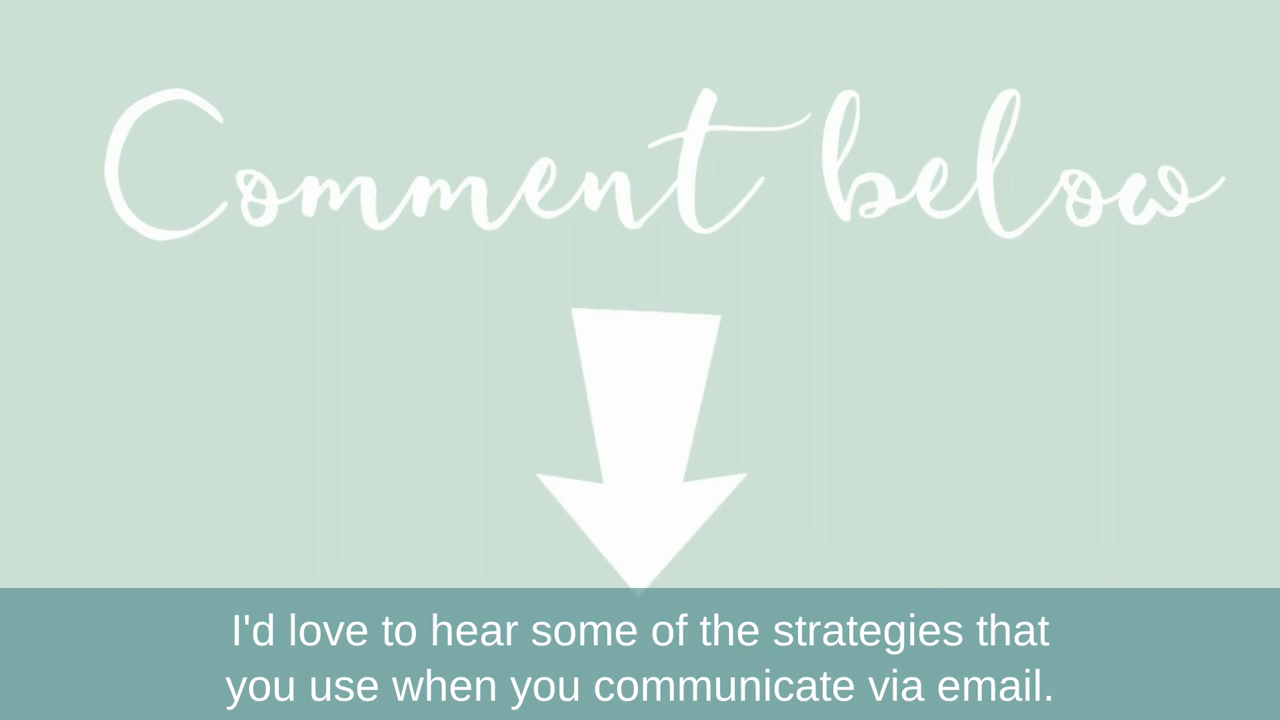 Comment below
I'd love to hear some of the strategies that
you use when you communicate via email.